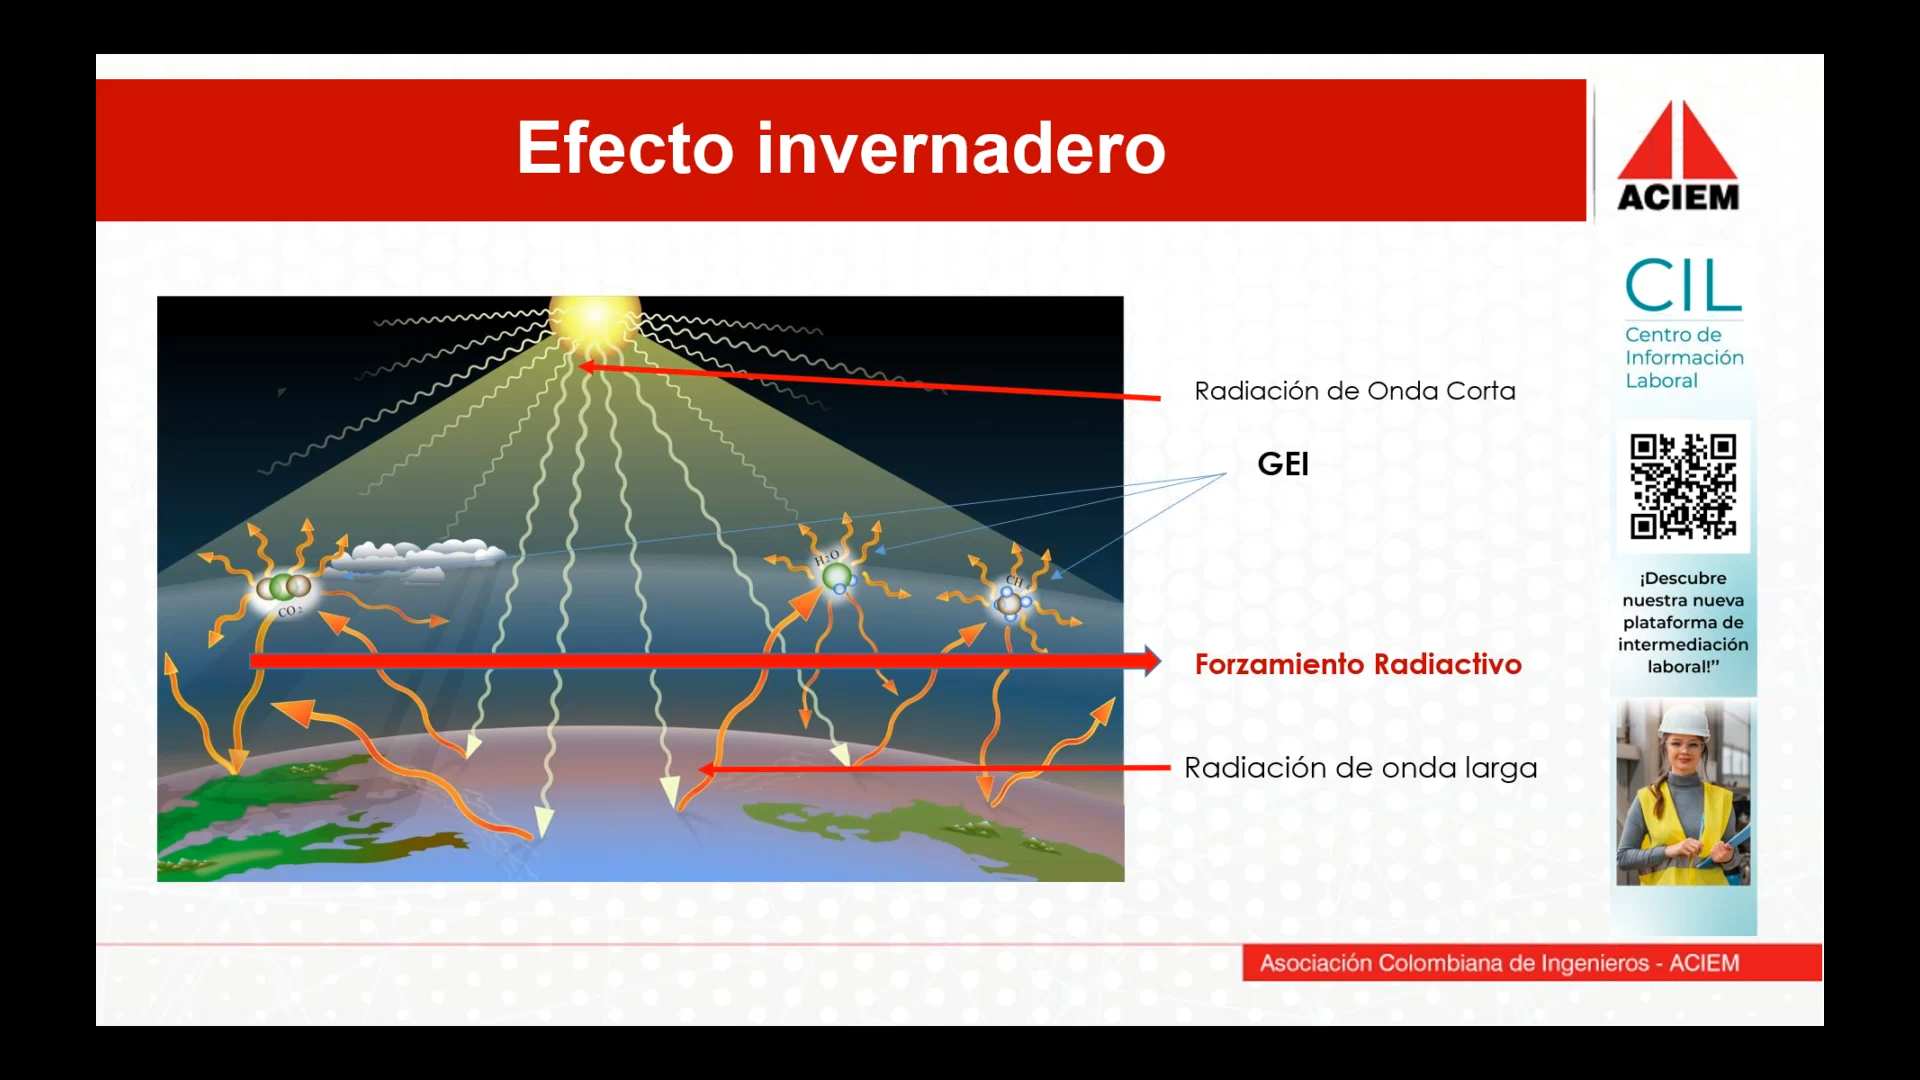 Efecto invernadero
ACIEM
CIL
Centro de
Información
Laboral
Radiación de Onda Corta
GEI
H2O
CH4
CO2
¡Descubre
nuestra nueva
plataforma de
intermediación
laboral!”
Forzamiento Radiactivo
Radiación de onda larga
Asociación Colombiana de Ingenieros - ACIEM